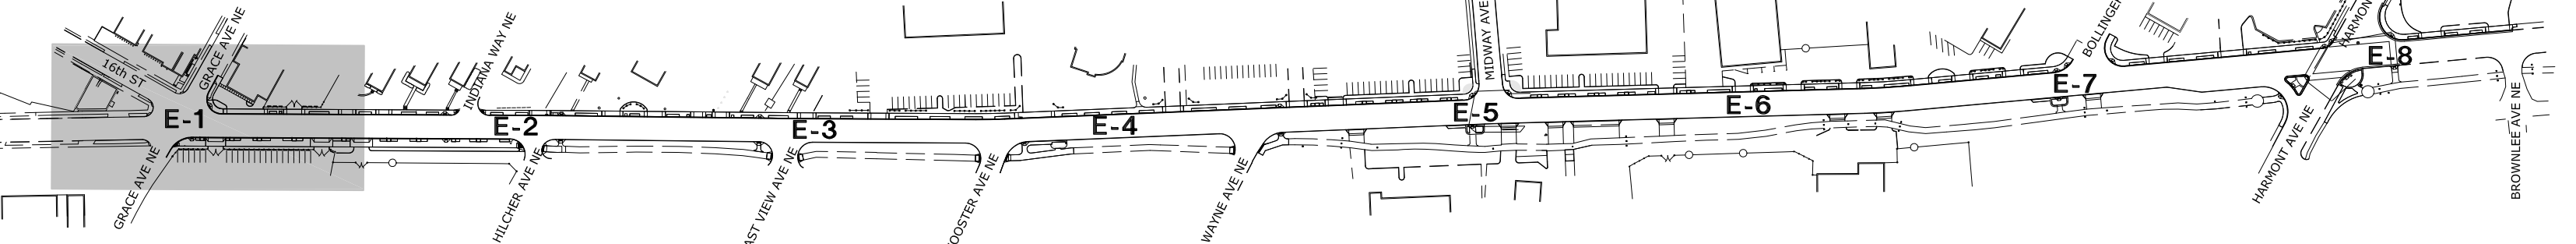 16th ST
GRACE AVE NE
E-1
GRACE AVE NE
INDIANA WAY NE
E-2
HILCHER AVE NE
E-3
AST VIEW AVE NE
E-4
OOSTER AVE NE
WAYNE AVE NE
MIDWAY AVE
E-5
E-6
E-7
BOLLINGE
HARMON
E-8
HARMONT AVE NE
BROWNLEE AVE NE